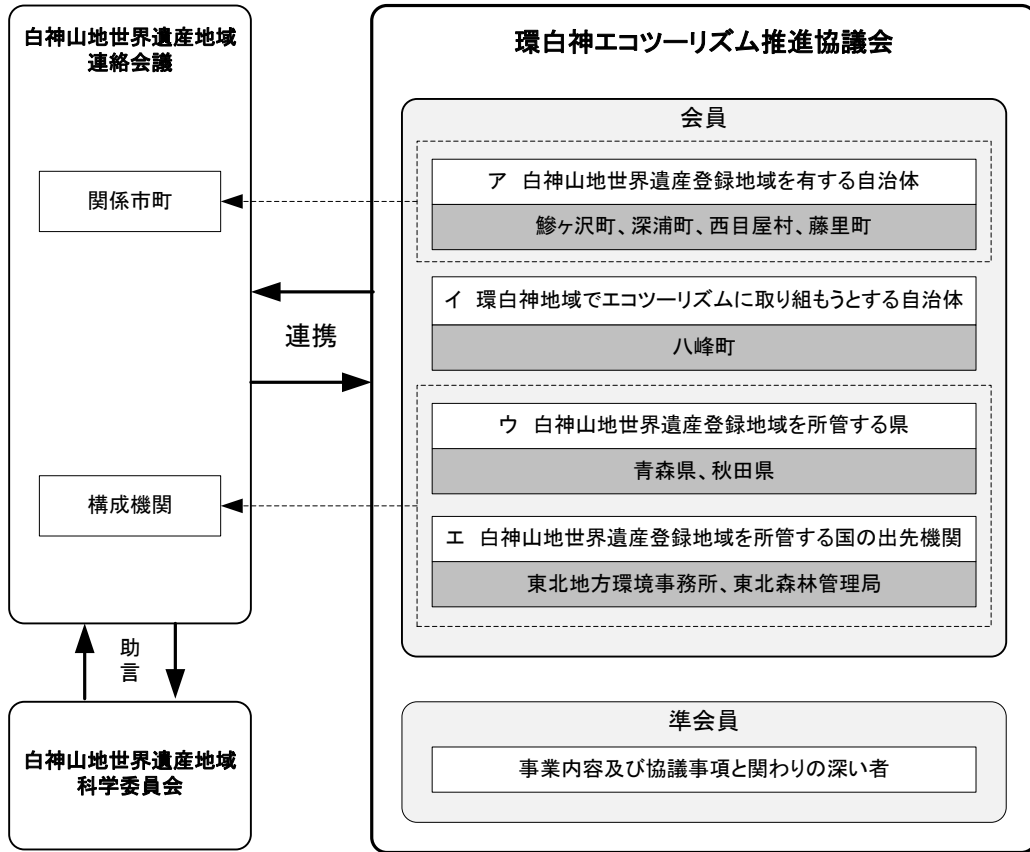 白神山地世界遺産地域
連絡会議
関係市町
構成機関
助
言
白神山地世界遺産地域
科学委員会
連携
環白神エコツーリズム推進協議会
会員
ア 白神山地世界遺産登録地域を有する自治体
鰺ヶ沢町、深浦町、西目屋村、藤里町
イ 環白神地域でエコツーリズムに取り組もうとする自治体
八峰町
ウ 白神山地世界遺産登録地域を所管する県
青森県、秋田県
エ 白神山地世界遺産登録地域を所管する国の出先機関
東北地方環境事務所、東北森林管理局
準会員
事業内容及び協議事項と関わりの深い者